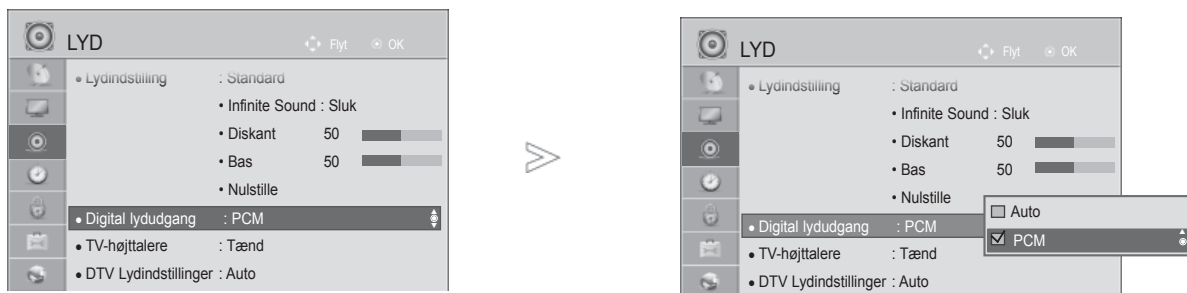 LYD Flyt OK
• Lydindstilling : Standard
• Infinite Sound : Sluk
• Diskant 50
• Bas 50
• Nulstille
• Digital lydudgang : PCM
• TV-højttalere : Tænd
• DTV Lydindstillinger : Auto
LYD Flyt OK
• Lydindstilling : Standard
• Infinite Sound : Sluk
• Diskant 50
• Bas 50
• Nulstille
• Digital lydudgang : PCM
• TV-højttalere : Tænd
• DTV Lydindstillinger : Auto
Auto
PCM